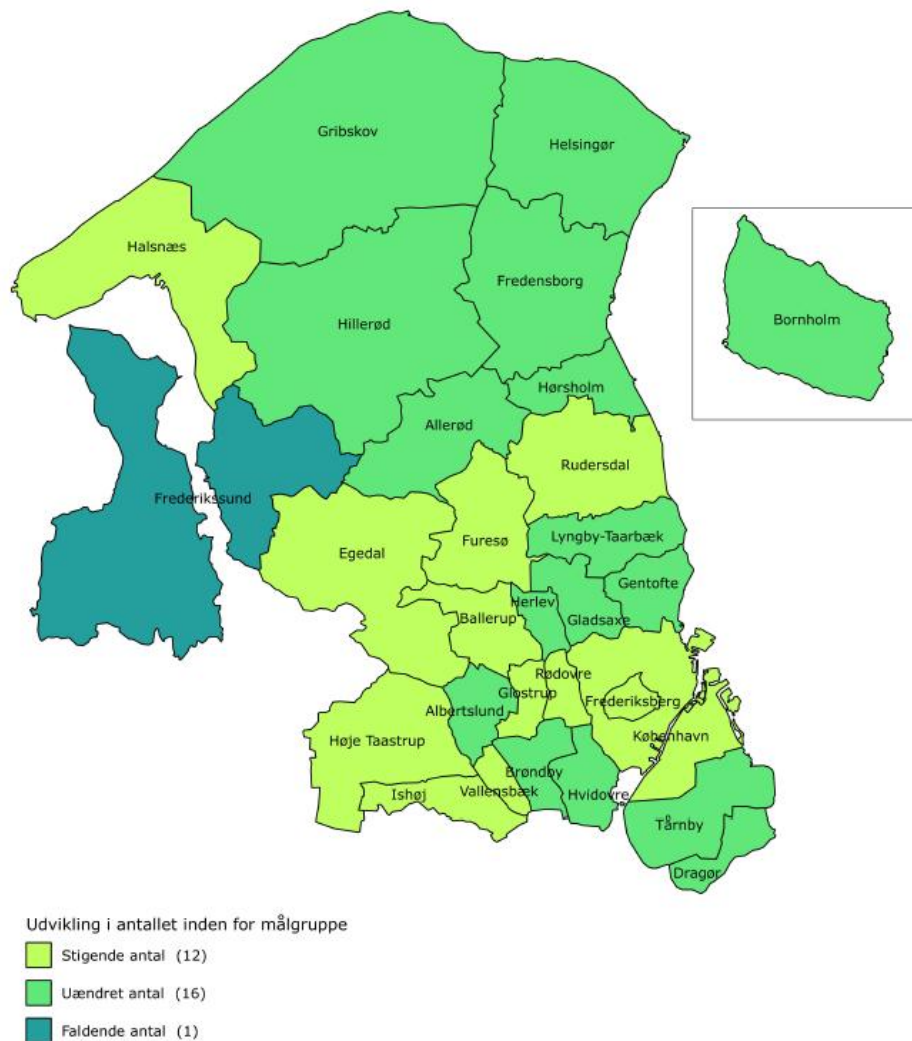 Gribskov
Helsingør
Halsnæs
Fredensborg
Hillerød
Bornholm
Hørsholm
Allerød
Rudersdal
Frederikssund
Egedal
Furesø
Lyngby-Taarbæk
Gentofte
Herlev
Ballerup
Gladsaxe
Rødovre
Glostrup
Frederiksberg
Albertslund
København
Høje Taastrup
Brøndby
Ishøj
Vallensbæk
Hvidovre
Tårnby
Dragør
Udvikling i antallet inden for målgruppe
Stigende antal (12)
Uændret antal (16)
Faldende antal (1)